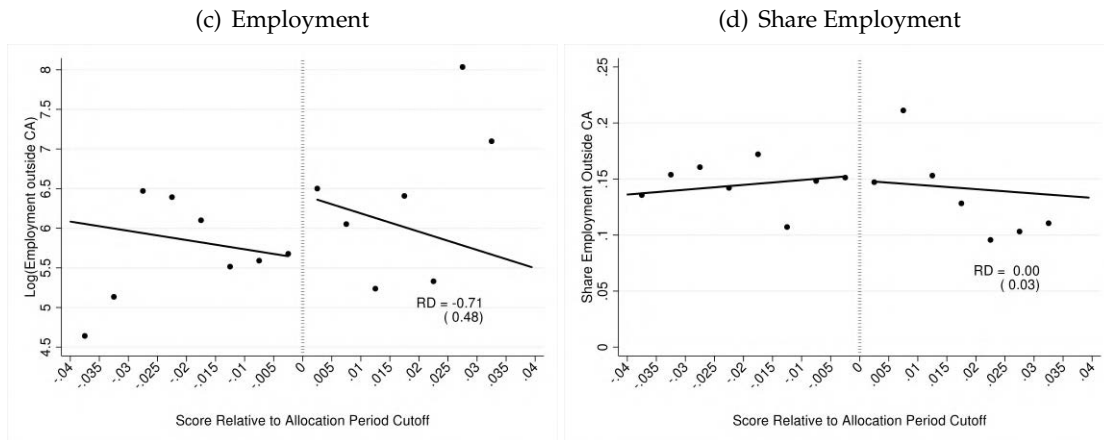 (c) Employment
Log(Employment outside CA)
8
7.5
7
6.5
6
5.5
5
4.5
RD = -0.71
( 0.48)
-.04 -.035 -.03 -.025 -.02 -.015 -.01 -.005 0 .005 .01 .015 .02 .025 .03 .035 .04
Score Relative to Allocation Period Cutoff
(d) Share Employment
Share Employment Outside CA
.25
.2
.15
.1
.05
0
RD = 0.00
( 0.03)
-.04 -.035 -.03 -.025 -.02 -.015 -.01 -.005 0 .005 .01 .015 .02 .025 .03 .035 .04
Score Relative to Allocation Period Cutoff